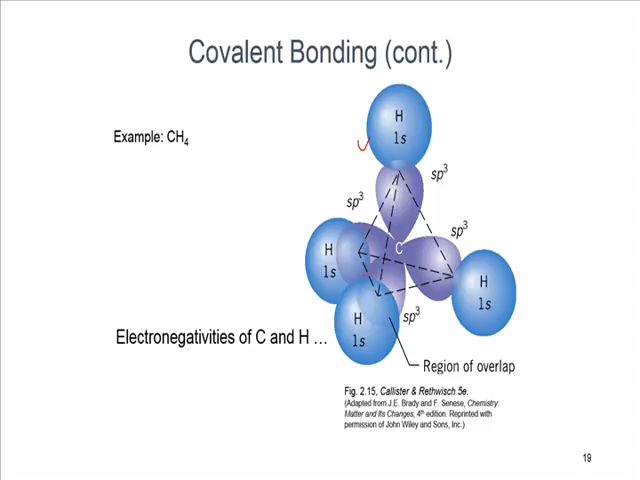 Covalent Bonding (cont.)
Example: CH4
H
1s
sp3
sp3
sp3
C
H
1s
H
1s
H
1s
sp3
Electronegativities of C and H ...
Region of overlap
Fig. 2.15, Callister & Rethwisch 5e.
(Adapted from J.E. Brady and F. Senese, Chemistry:
Matter and Its Changes, 4th edition. Reprinted with
permission of John Wiley and Sons, Inc.)
19